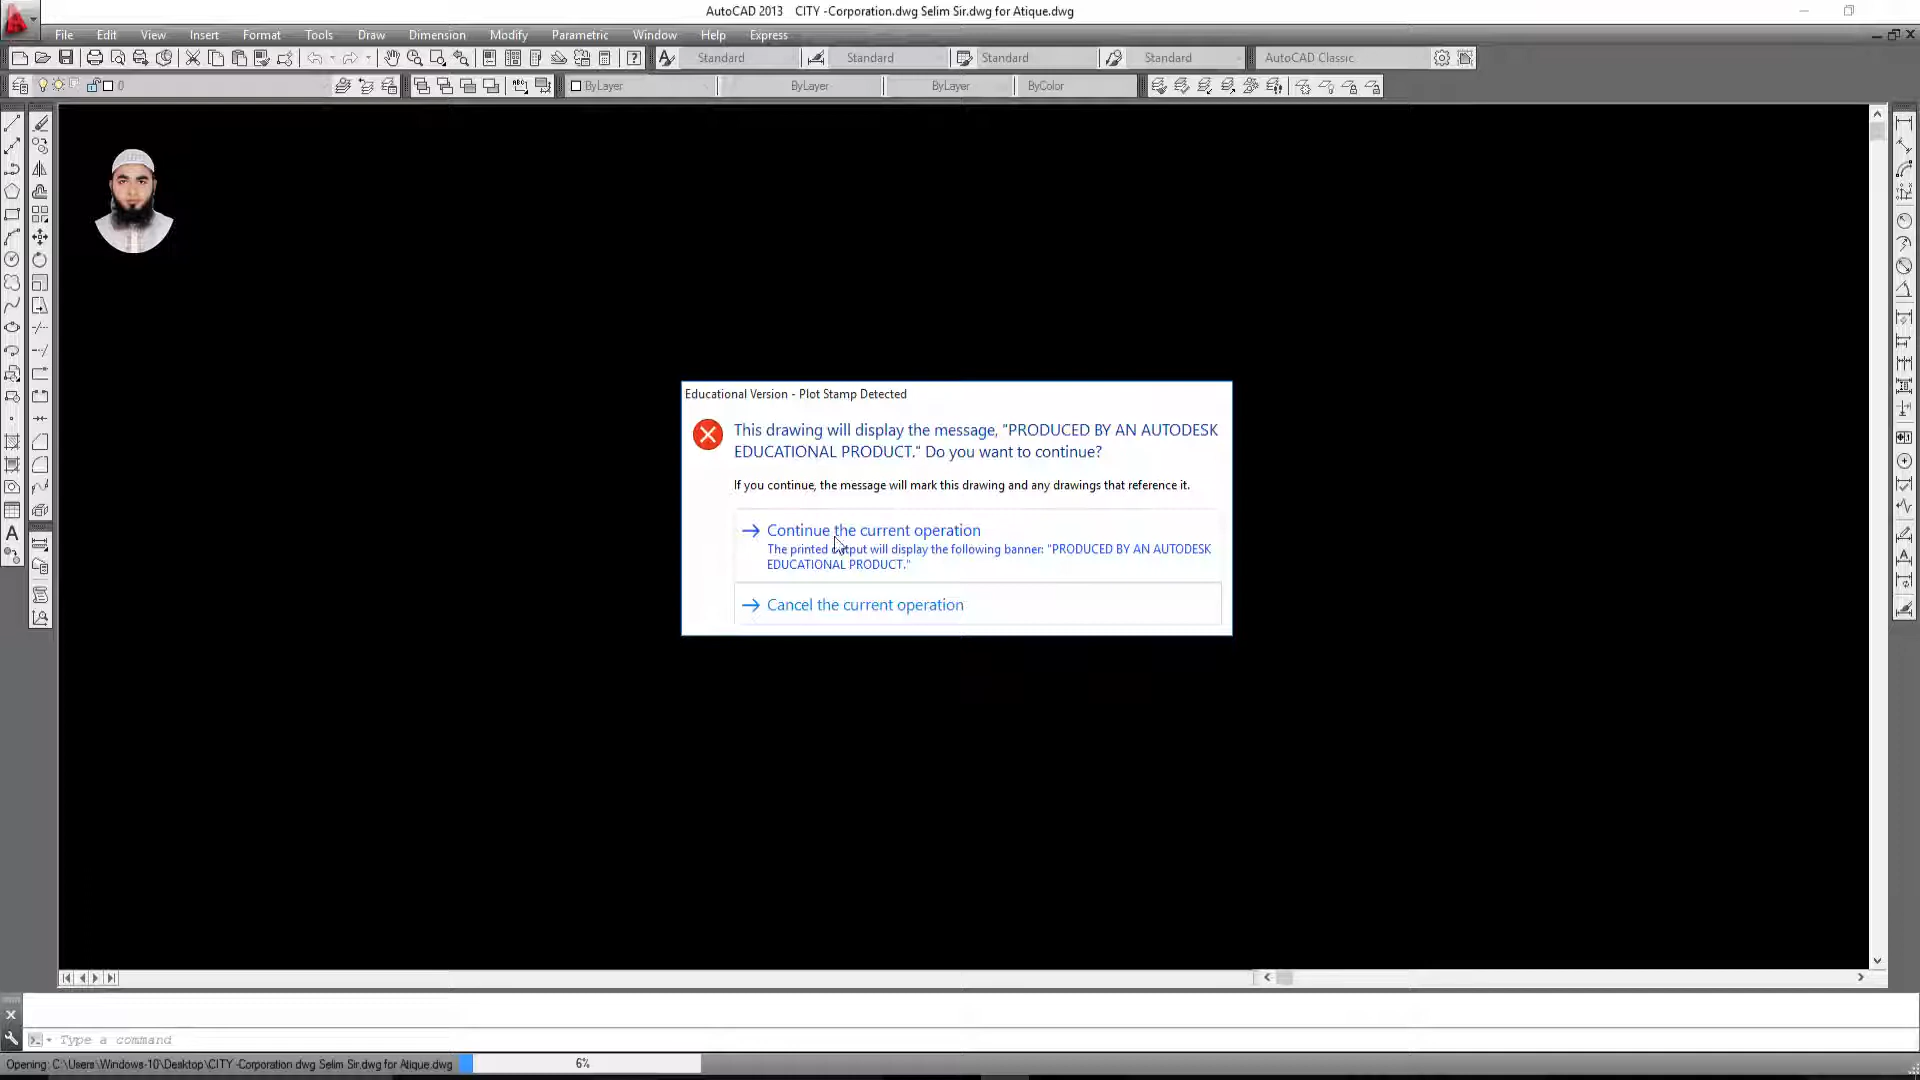 AutoCAD 2013 CITY -Corporation.dwg Selim Sir.dwg for Atique.dwg
File Edit View Insert Format Tools Draw Dimension Modify Parametric Window Help Express
Standard Standard Standard Standard AutoCAD Classic
0 ByLayer ByLayer ByLayer ByColor
Educational Version - Plot Stamp Detected
This drawing will display the message, "PRODUCED BY AN AUTODESK
EDUCATIONAL PRODUCT." Do you want to continue?
If you continue, the message will mark this drawing and any drawings that reference it.
Continue the current operation
The printed output will display the following banner: "PRODUCED BY AN AUTODESK
EDUCATIONAL PRODUCT."
Cancel the current operation
Type a command
Opening: C:\Users\Windows-10\Desktop\CITY -Corporation dwg Selim Sir.dwg for Atique.dwg 6%